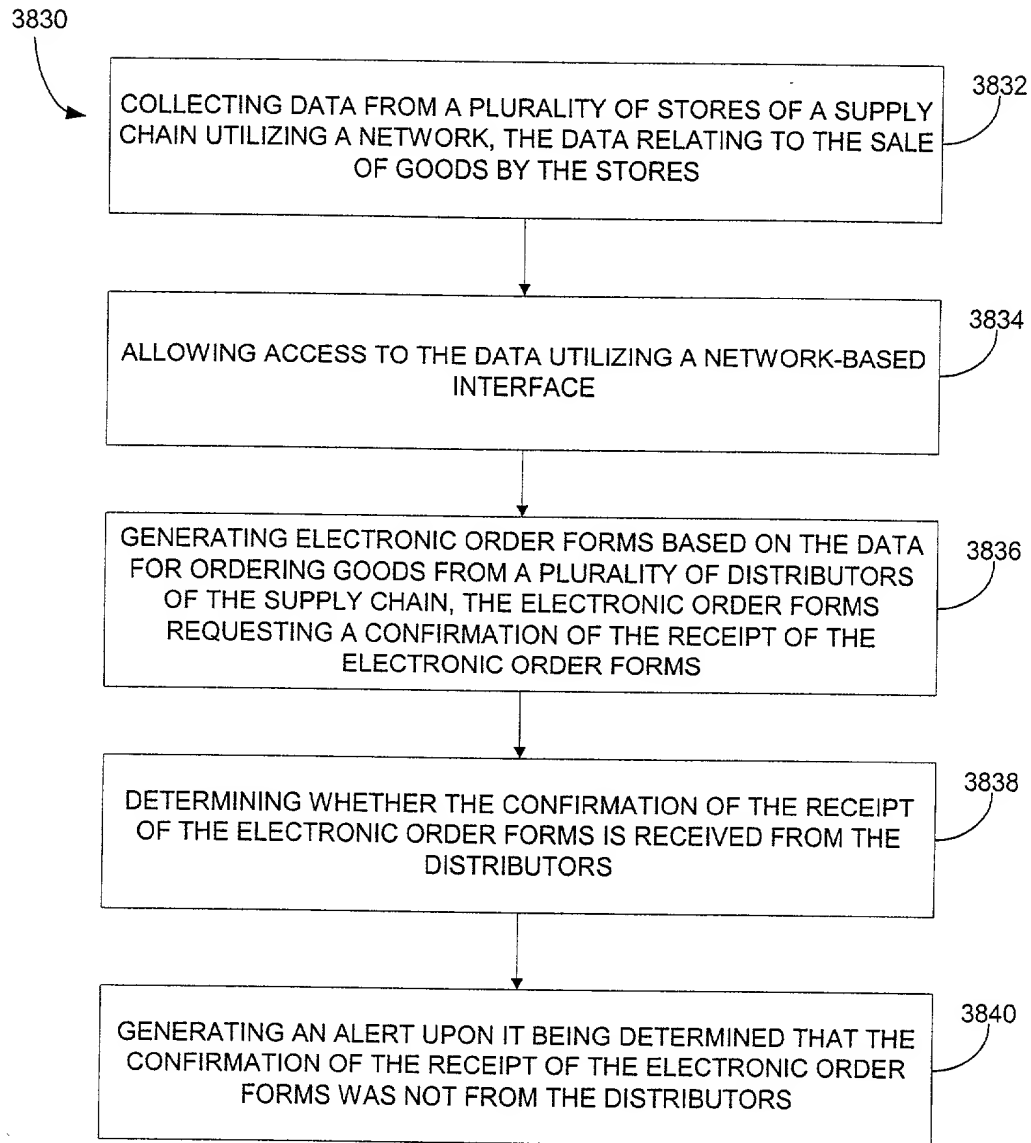 3830
3832
COLLECTING DATA FROM A PLURALITY OF STORES OF A SUPPLY
CHAIN UTILIZING A NETWORK, THE DATA RELATING TO THE SALE
OF GOODS BY THE STORES
3834
ALLOWING ACCESS TO THE DATA UTILIZING A NETWORK-BASED
INTERFACE
3836
GENERATING ELECTRONIC ORDER FORMS BASED ON THE DATA
FOR ORDERING GOODS FROM A PLURALITY OF DISTRIBUTORS
OF THE SUPPLY CHAIN, THE ELECTRONIC ORDER FORMS
REQUESTING A CONFIRMATION OF THE RECEIPT OF THE
ELECTRONIC ORDER FORMS
3838
DETERMINING WHETHER THE CONFIRMATION OF THE RECEIPT
OF THE ELECTRONIC ORDER FORMS IS RECEIVED FROM THE
DISTRIBUTORS
3840
GENERATING AN ALERT UPON IT BEING DETERMINED THAT THE
CONFIRMATION OF THE RECEIPT OF THE ELECTRONIC ORDER
FORMS WAS NOT FROM THE DISTRIBUTORS